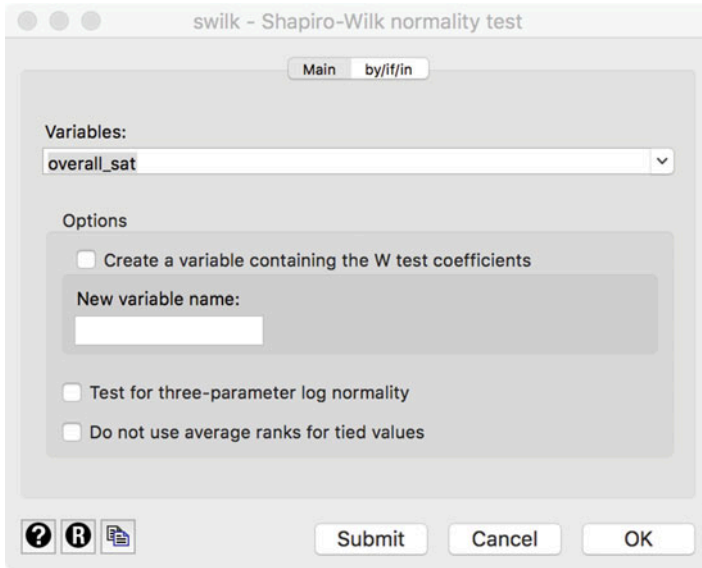 swilk - Shapiro-Wilk normality test
Main by/if/in
Variables:
overall_sat
Options
Create a variable containing the W test coefficients
New variable name:
Test for three-parameter log normality
Do not use average ranks for tied values
? R Submit Cancel OK